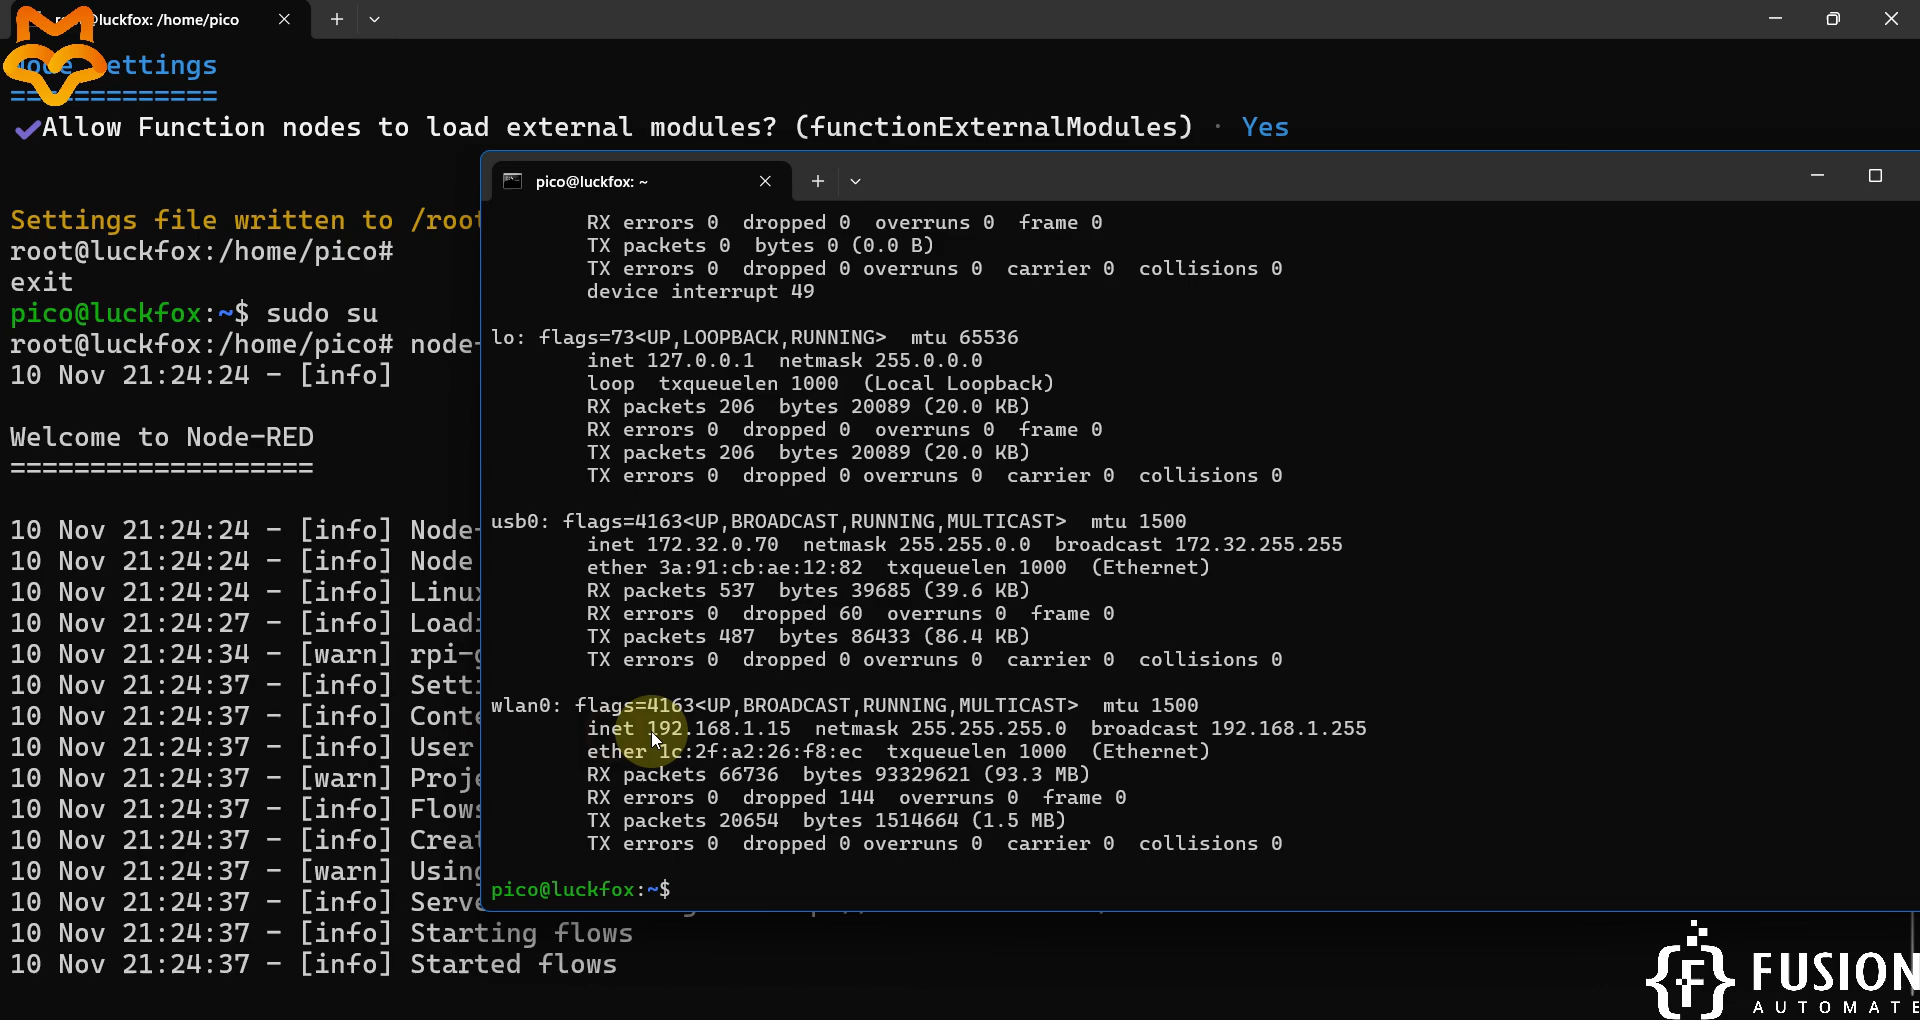 luckfox: /home/pico
ettings
=============
✔Allow Function nodes to load external modules? (functionExternalModules) · Yes
Settings file written to /root
root@luckfox:/home/pico#
exit
pico@luckfox:~$ sudo su
root@luckfox:/home/pico# node-
10 Nov 21:24:24 - [info]
Welcome to Node-RED
===================
10 Nov 21:24:24 - [info] Node-
10 Nov 21:24:24 - [info] Node
10 Nov 21:24:24 - [info] Linux
10 Nov 21:24:27 - [info] Loadi
10 Nov 21:24:34 - [warn] rpi-g
10 Nov 21:24:37 - [info] Setti
10 Nov 21:24:37 - [info] Conte
10 Nov 21:24:37 - [info] User
10 Nov 21:24:37 - [warn] Proje
10 Nov 21:24:37 - [info] Flows
10 Nov 21:24:37 - [info] Creat
10 Nov 21:24:37 - [warn] Using
10 Nov 21:24:37 - [info] Serve
10 Nov 21:24:37 - [info] Starting flows
10 Nov 21:24:37 - [info] Started flows
pico@luckfox: ~
RX errors 0 dropped 0 overruns 0 frame 0
TX packets 0 bytes 0 (0.0 B)
TX errors 0 dropped 0 overruns 0 carrier 0 collisions 0
device interrupt 49
lo: flags=73<UP,LOOPBACK,RUNNING> mtu 65536
inet 127.0.0.1 netmask 255.0.0.0
loop txqueuelen 1000 (Local Loopback)
RX packets 206 bytes 20089 (20.0 KB)
RX errors 0 dropped 0 overruns 0 frame 0
TX packets 206 bytes 20089 (20.0 KB)
TX errors 0 dropped 0 overruns 0 carrier 0 collisions 0
usb0: flags=4163<UP,BROADCAST,RUNNING,MULTICAST> mtu 1500
inet 172.32.0.70 netmask 255.255.0.0 broadcast 172.32.255.255
ether 3a:91:cb:ae:12:82 txqueuelen 1000 (Ethernet)
RX packets 537 bytes 39685 (39.6 KB)
RX errors 0 dropped 60 overruns 0 frame 0
TX packets 487 bytes 86433 (86.4 KB)
TX errors 0 dropped 0 overruns 0 carrier 0 collisions 0
wlan0: flags=4163<UP,BROADCAST,RUNNING,MULTICAST> mtu 1500
inet 192.168.1.15 netmask 255.255.255.0 broadcast 192.168.1.255
ether 1c:2f:a2:26:f8:ec txqueuelen 1000 (Ethernet)
RX packets 66736 bytes 93329621 (93.3 MB)
RX errors 0 dropped 144 overruns 0 frame 0
TX packets 20654 bytes 1514664 (1.5 MB)
TX errors 0 dropped 0 overruns 0 carrier 0 collisions 0
pico@luckfox:~$
{F} FUSION
AUTOMATE